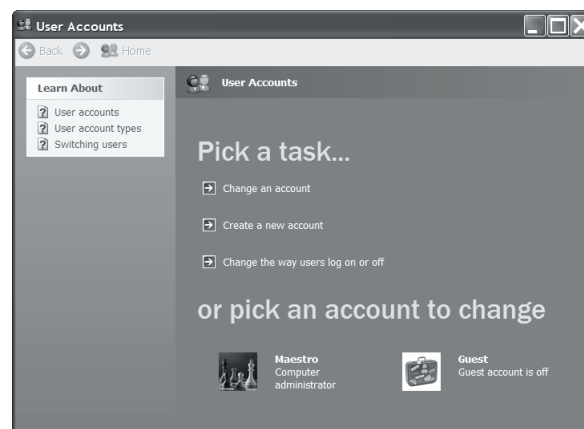 User Accounts
Back Home
Learn About
User accounts
User account types
Switching users
User Accounts
Pick a task...
Change an account
Create a new account
Change the way users log on or off
or pick an account to change
Maestro
Computer
administrator
Guest
Guest account is off